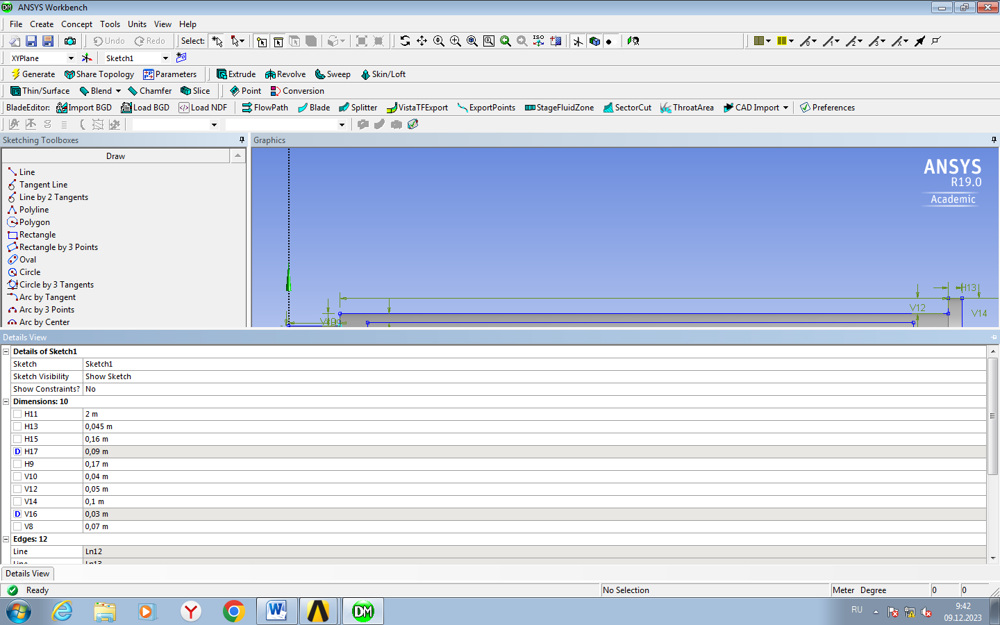 ANSYS Workbench
File Create Concept Tools Units View Help
Undo Redo Select: ISO
XYPlane Sketch1
Generate Share Topology Parameters Extrude Revolve Sweep Skin/Loft
Thin/Surface Blend Chamfer Slice Point Conversion
BladeEditor: Import BGD Load BGD Load NDF FlowPath Blade Splitter VistaTFExport ExportPoints StageFluidZone SectorCut ThroatArea CAD Import Preferences
Sketching Toolboxes
Graphics
Draw
Line
Tangent Line
Line by 2 Tangents
Polyline
Polygon
Rectangle
Rectangle by 3 Points
Oval
Circle
Circle by 3 Tangents
Arc by Tangent
Arc by 3 Points
Arc by Center
ANSYS
R19.0
Academic
H13
V12
V14
Details View
Details of Sketch1
Sketch Sketch1
Sketch Visibility Show Sketch
Show Constraints? No
Dimensions: 10
H11 2 m
H13 0,045 m
H15 0,16 m
D H17 0,09 m
H9 0,17 m
V10 0,04 m
V12 0,05 m
V14 0,1 m
D V16 0,03 m
V8 0,07 m
Edges: 12
Line Ln12
Line Ln13
Details View
Ready No Selection Meter Degree 0 0
DM RU 9:42
09.12.2023